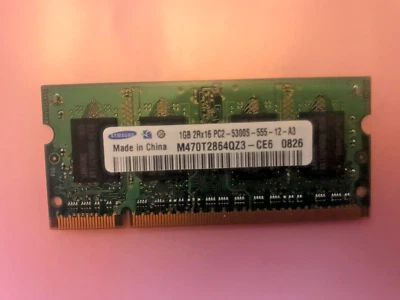 SAMSUNG 1GB 2Rx16 PC2-5300S-555-12-A3
Made in China M470T2864QZ3-CE6 0826